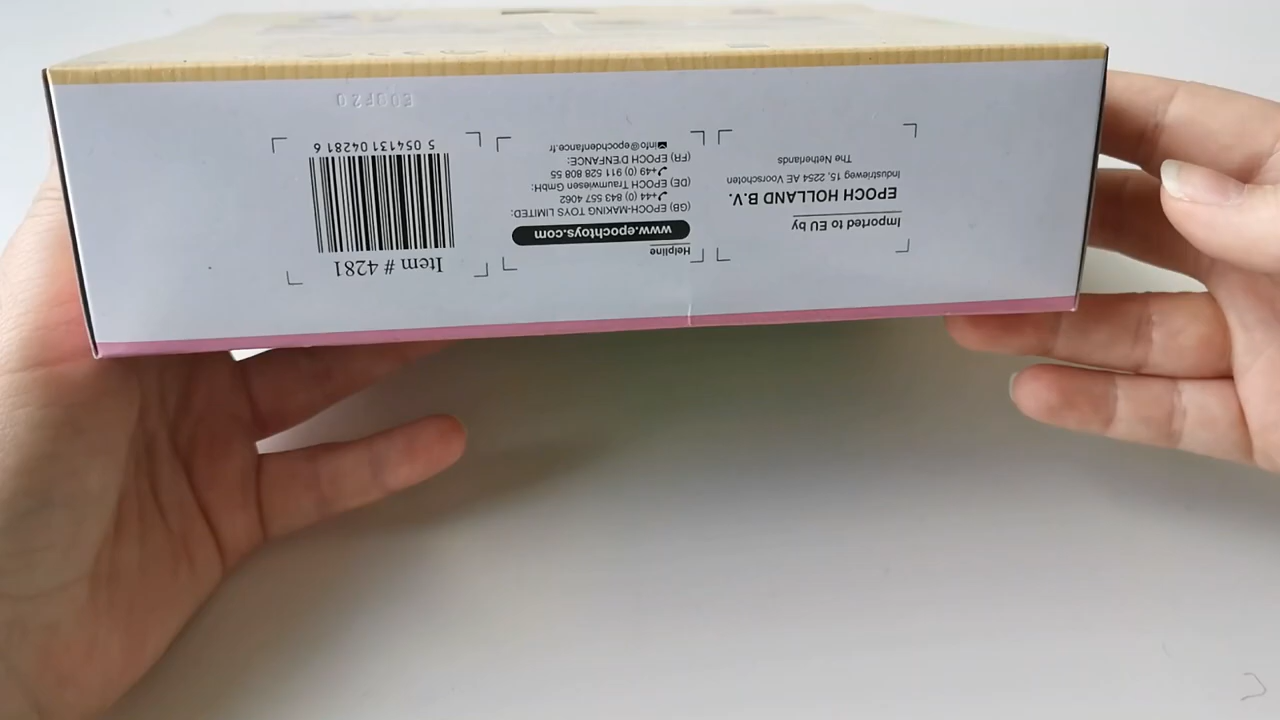 Imported to EU by
EPOCH HOLLAND B.V.
Industrieweg 15, 2254 AE Voorschoten
The Netherlands
Helpline
www.epochtoys.com
(GB) EPOCH-MAKING TOYS LIMITED:
+44 (0) 843 557 4062
(DE) EPOCH Traumwiesen GmbH:
+49 (0) 911 528 808 55
(FR) EPOCH D'ENFANCE:
info@epochdenfance.fr
Item # 4281
5 054131 04281 6